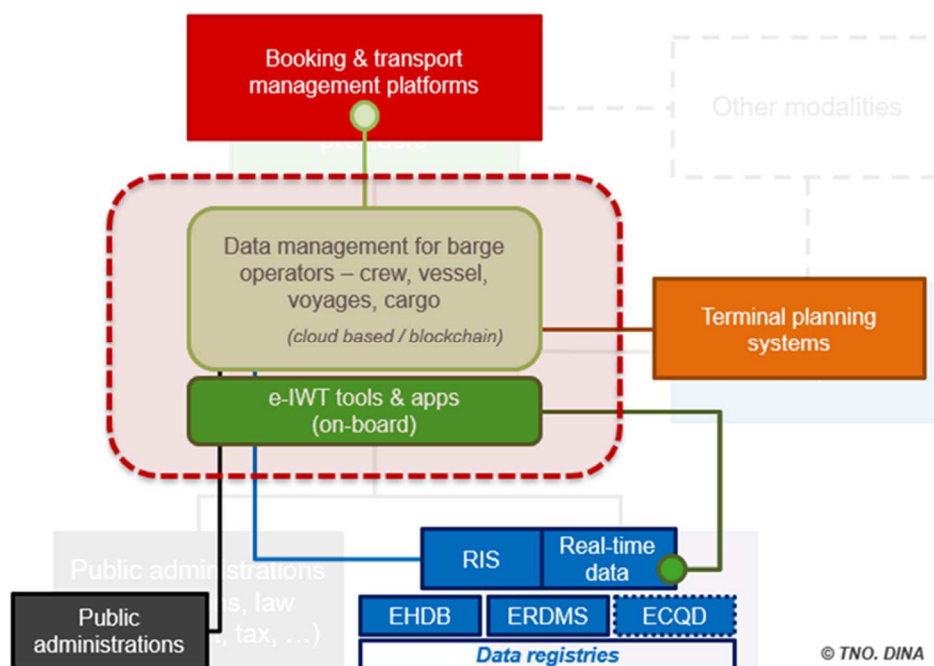 Booking & transport
management platforms
Other modalities
Data management for barge
operators – crew, vessel,
voyages, cargo
(cloud based / blockchain)
Terminal planning
systems
e-IWT tools & apps
(on-board)
RIS
Real-time
data
Public administrations
law
tax, ...)
Public
administrations
EHDB
ERDMS
ECQD
Data registries
© TNO. DINA